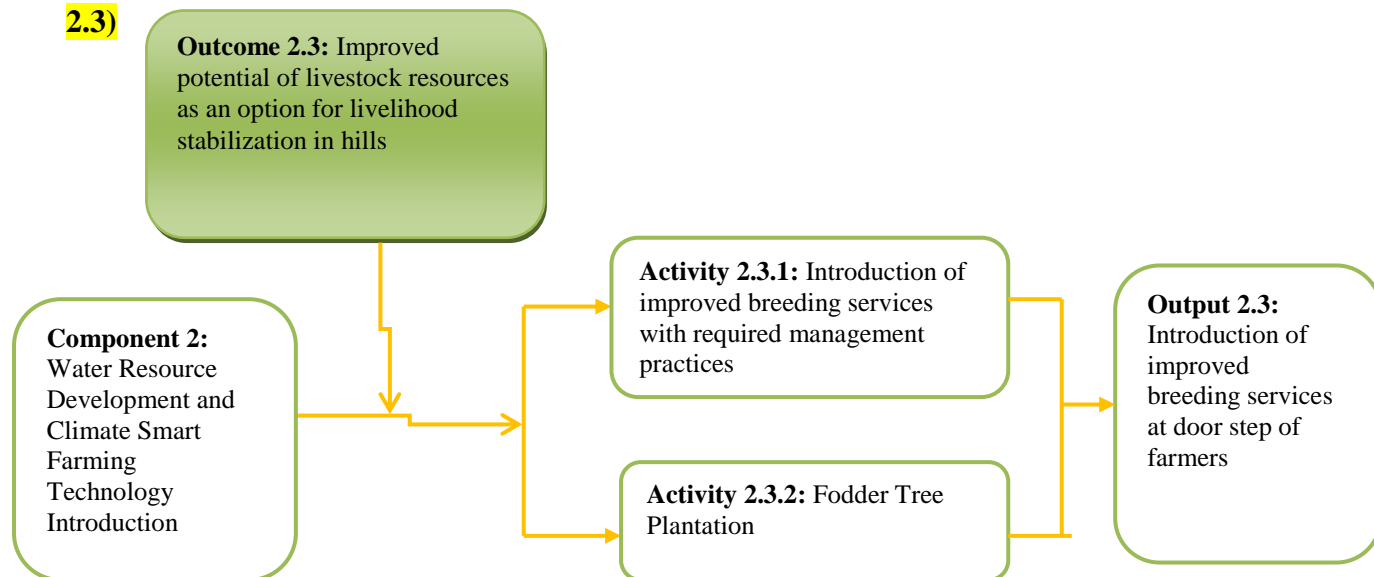 2.3)
Outcome 2.3: Improved
potential of livestock resources
as an option for livelihood
stabilization in hills
Component 2:
Water Resource
Development and
Climate Smart
Farming
Technology
Introduction
Activity 2.3.1: Introduction of
improved breeding services
with required management
practices
Activity 2.3.2: Fodder Tree
Plantation
Output 2.3:
Introduction of
improved
breeding services
at door step of
farmers